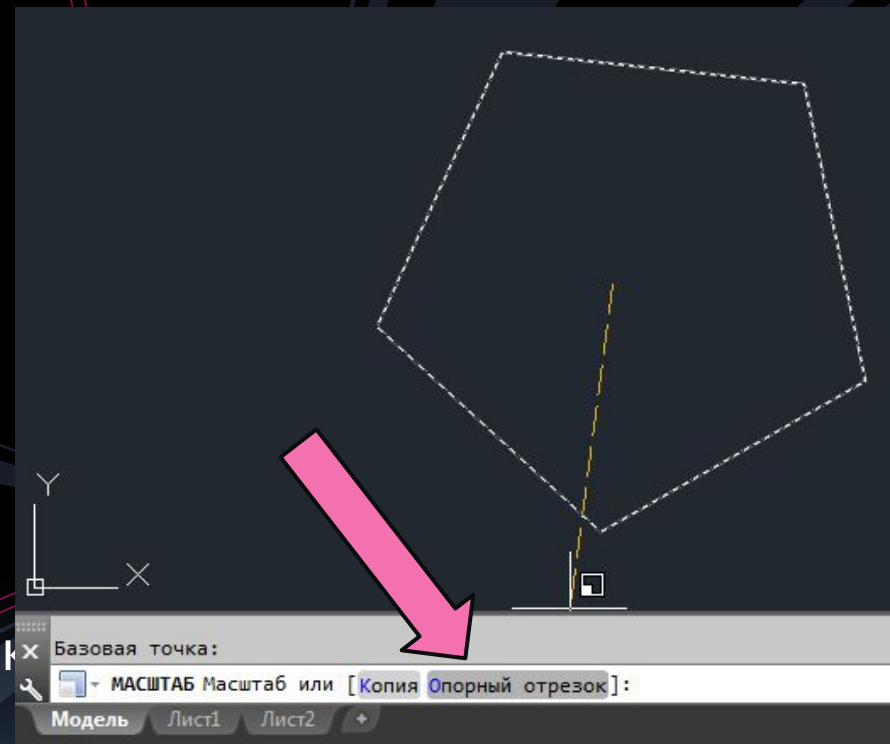 Y
X
К
Базовая точка:
МАСШТАБ Масштаб или [Копия Опорный отрезок]:
Модель Лист1 Лист2 +